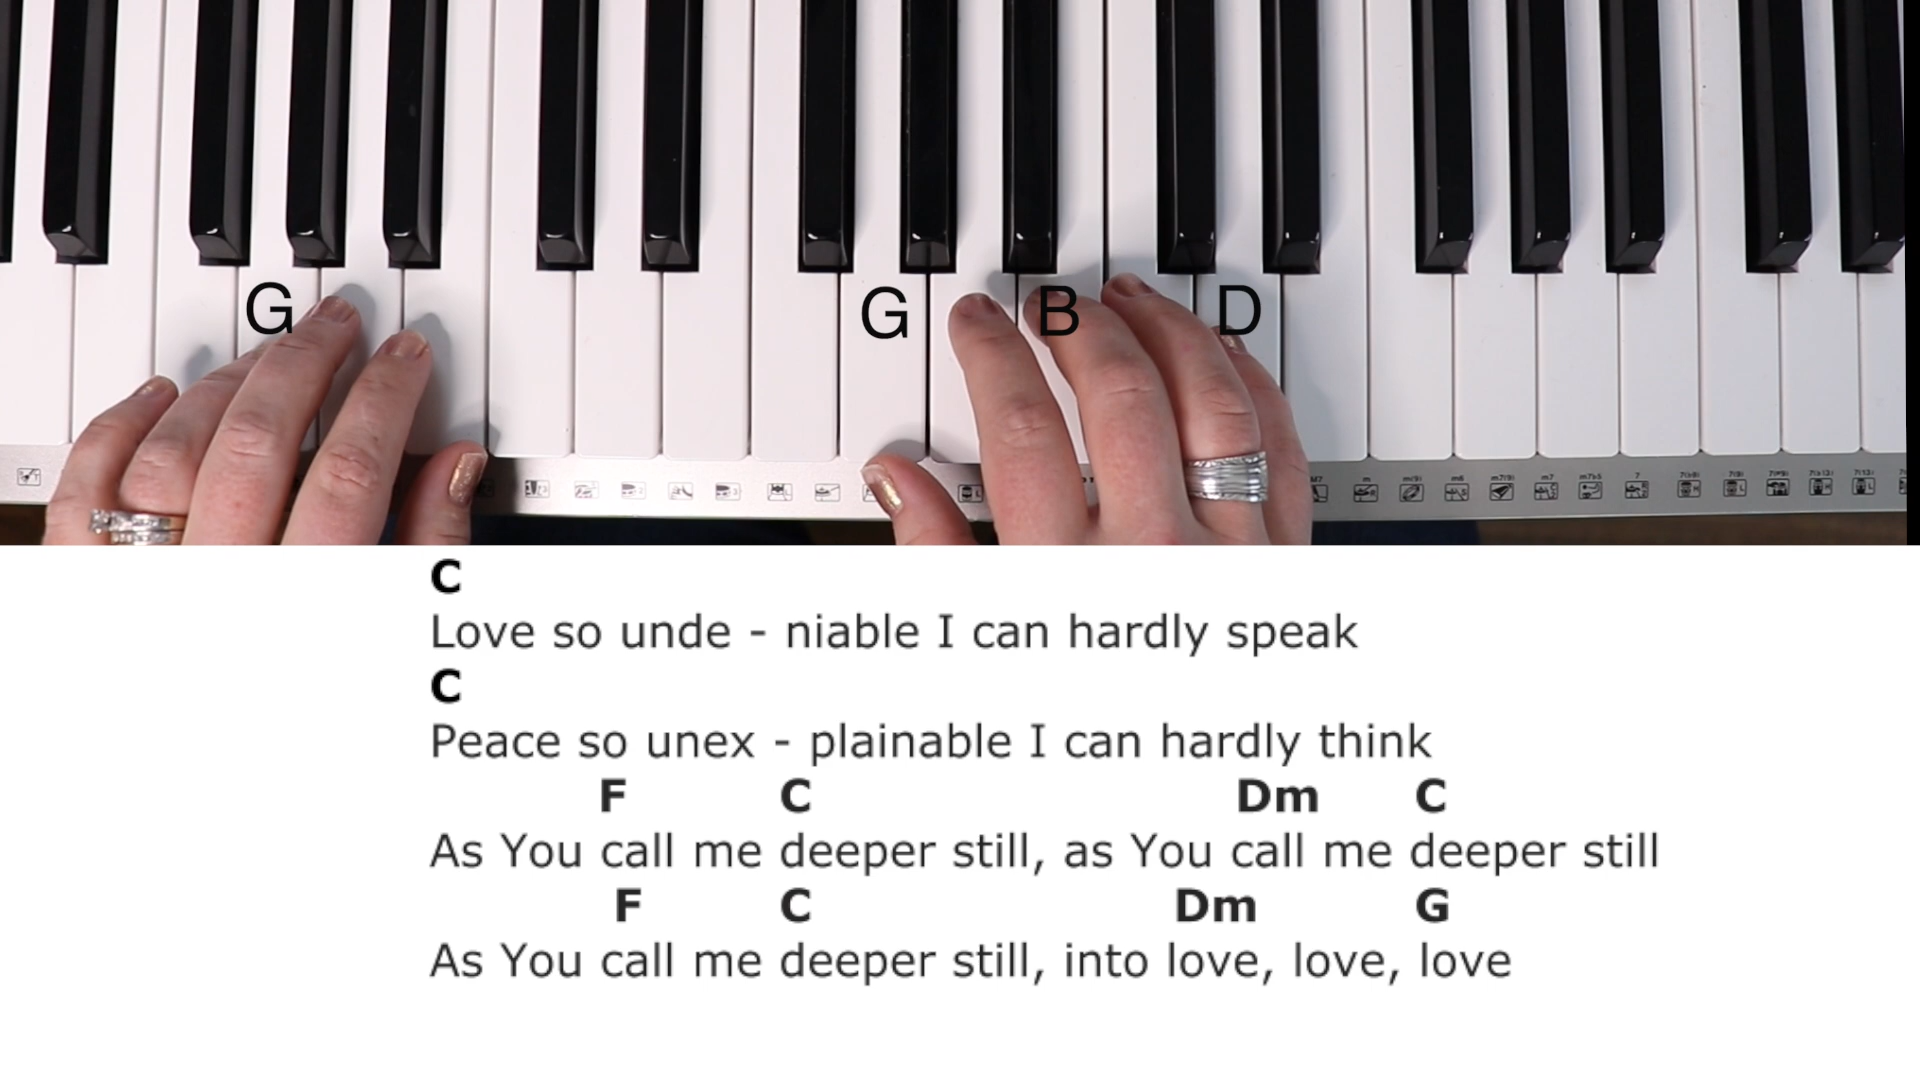 G G B D
C
Love so unde - niable I can hardly speak
C
Peace so unex - plainable I can hardly think
F C Dm C
As You call me deeper still, as You call me deeper still
F C Dm G
As You call me deeper still, into love, love, love